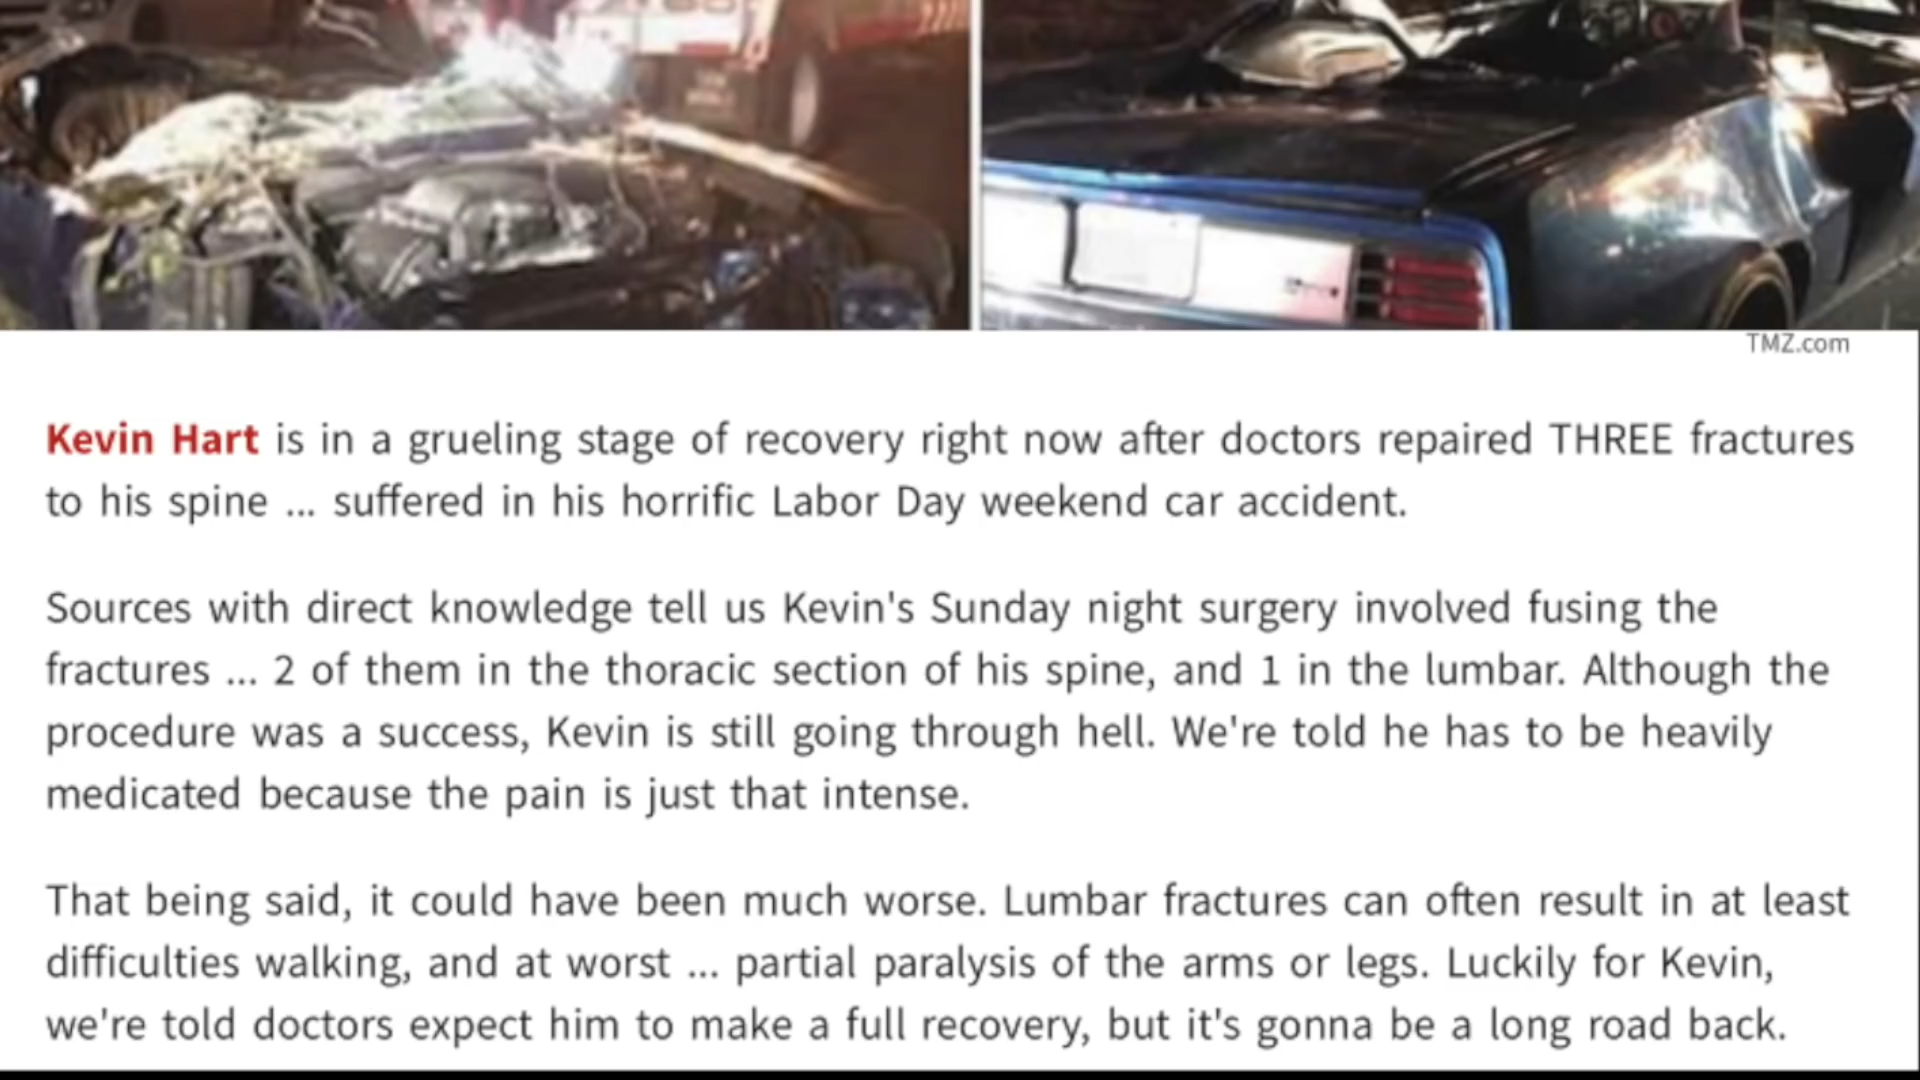 TMZ.com
Kevin Hart is in a grueling stage of recovery right now after doctors repaired THREE fractures
to his spine ... suffered in his horrific Labor Day weekend car accident.
Sources with direct knowledge tell us Kevin's Sunday night surgery involved fusing the
fractures ... 2 of them in the thoracic section of his spine, and 1 in the lumbar. Although the
procedure was a success, Kevin is still going through hell. We're told he has to be heavily
medicated because the pain is just that intense.
That being said, it could have been much worse. Lumbar fractures can often result in at least
difficulties walking, and at worst ... partial paralysis of the arms or legs. Luckily for Kevin,
we're told doctors expect him to make a full recovery, but it's gonna be a long road back.